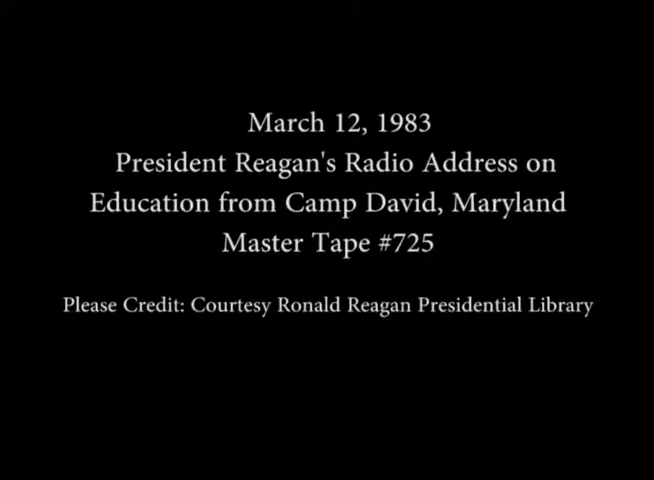 March 12, 1983
President Reagan's Radio Address on
Education from Camp David, Maryland
Master Tape #725
Please Credit: Courtesy Ronald Reagan Presidential Library